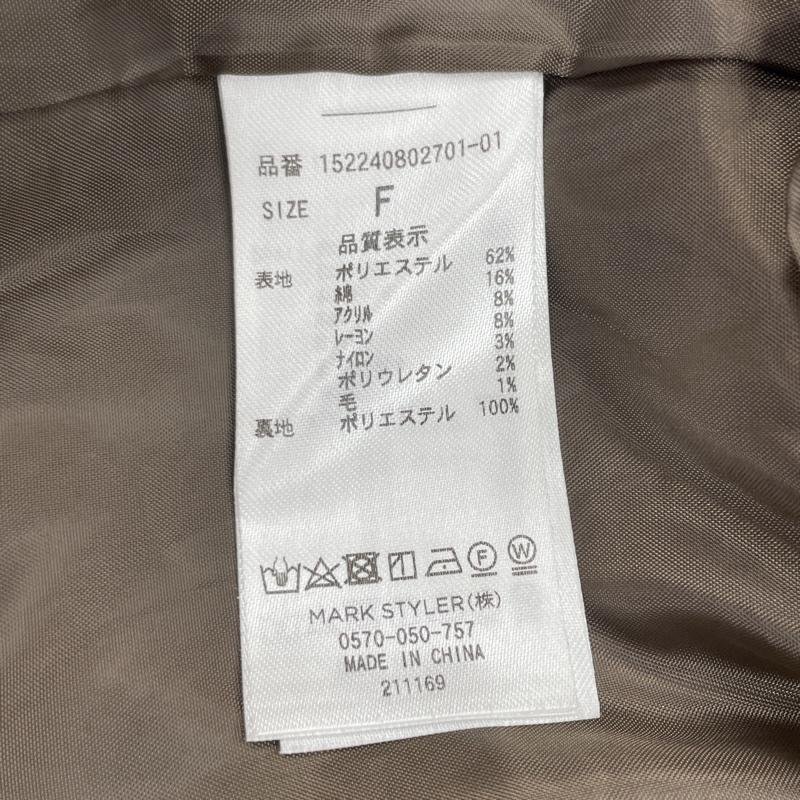 品番 152240802701-01
SIZE F
品質表示
表地 ポリエステル 62%
綿 16%
アクリル 8%
レーヨン 8%
ナイロン 3%
ポリウレタン 2%
毛 1%
裏地 ポリエステル 100%
F W
MARK STYLER(株)
0570-050-757
MADE IN CHINA
211169